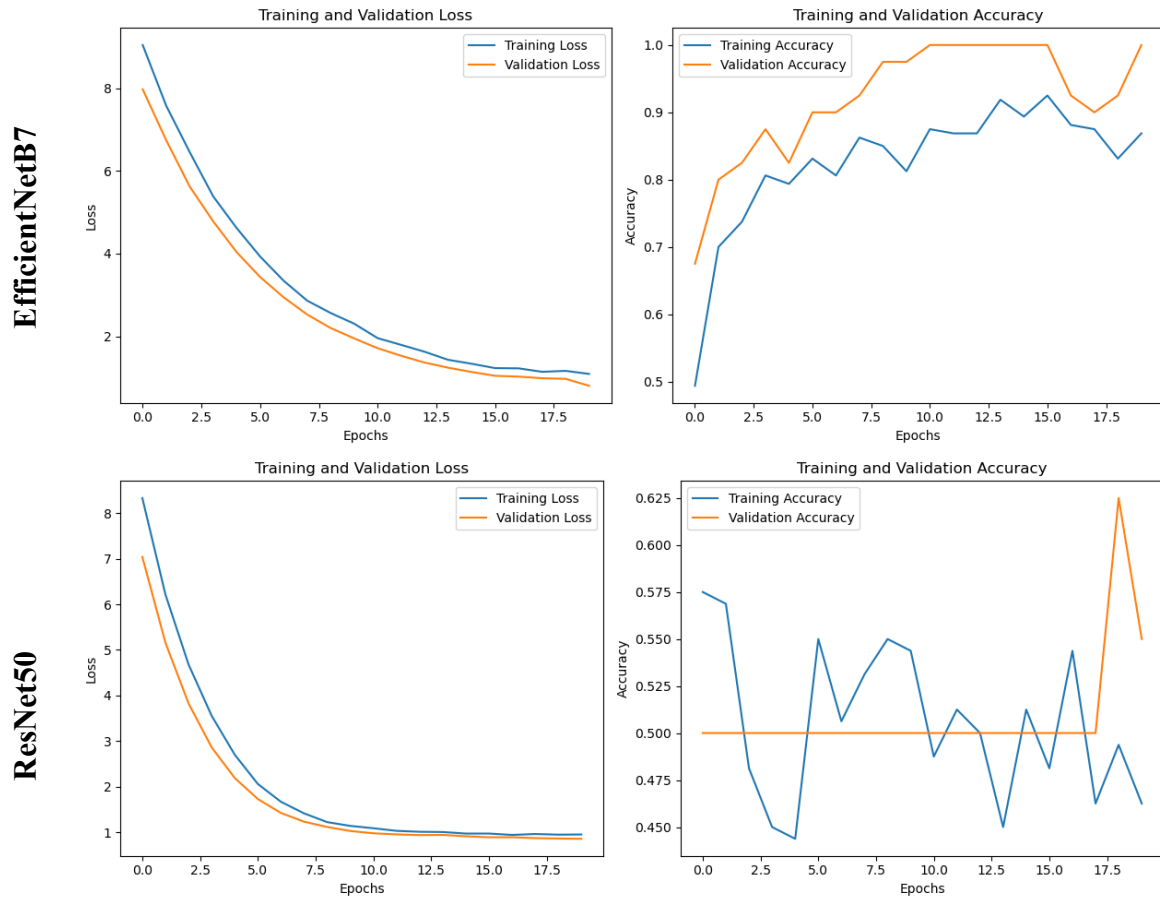 EfficientNetB7
Training and Validation Loss
Training Loss
Validation Loss
Loss
8
6
4
2
0.0 2.5 5.0 7.5 10.0 12.5 15.0 17.5
Epochs
Training and Validation Accuracy
Training Accuracy
Validation Accuracy
Accuracy
1.0
0.9
0.8
0.7
0.6
0.5
0.0 2.5 5.0 7.5 10.0 12.5 15.0 17.5
Epochs
ResNet50
Training and Validation Loss
Training Loss
Validation Loss
Loss
8
7
6
5
4
3
2
1
0.0 2.5 5.0 7.5 10.0 12.5 15.0 17.5
Epochs
Training and Validation Accuracy
Training Accuracy
Validation Accuracy
Accuracy
0.625
0.600
0.575
0.550
0.525
0.500
0.475
0.450
0.0 2.5 5.0 7.5 10.0 12.5 15.0 17.5
Epochs